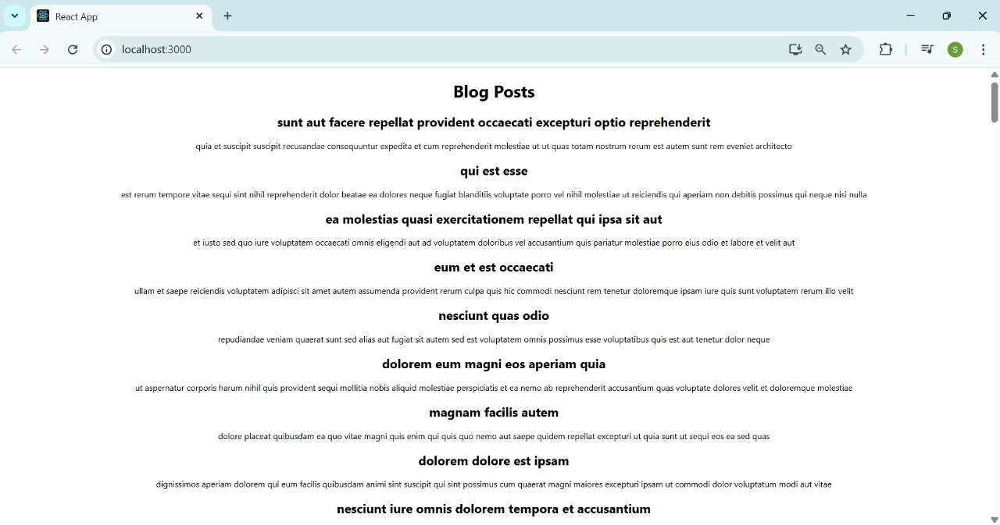 React App
localhost:3000
S
Blog Posts
sunt aut facere repellat provident occaecati excepturi optio reprehenderit
quia et suscipit suscipit recusandae consequuntur expedita et cum reprehenderit molestiae ut ut quas totam nostrum rerum est autem sunt rem eveniet architecto
qui est esse
est rerum tempore vitae sequi sint nihil reprehenderit dolor beatae ea dolores neque fugiat blanditiis voluptate porro vel nihil molestiae ut reiciendis qui aperiam non debitis possimus qui neque nisi nulla
ea molestias quasi exercitationem repellat qui ipsa sit aut
et iusto sed quo iure voluptatem occaecati omnis eligendi aut ad voluptatem doloribus vel accusantium quis pariatur molestiae porro eius odio et labore et velit aut
eum et est occaecati
ullam et saepe reiciendis voluptatem adipisci sit amet autem assumenda provident rerum culpa quis hic commodi nesciunt rem tenetur doloremque ipsam iure quis sunt voluptatem rerum illo velit
nesciunt quas odio
repudiandae veniam quaerat sunt sed alias aut fugiat sit autem sed est voluptatem omnis possimus esse voluptatibus quis est aut tenetur dolor neque
dolorem eum magni eos aperiam quia
ut aspernatur corporis harum nihil quis provident sequi mollitia nobis aliquid molestiae perspiciatis et ea nemo ab reprehenderit accusantium quas voluptate dolores velit et doloremque molestiae
magnam facilis autem
dolore placeat quibusdam ea quo vitae magni quis enim qui quis quo nemo aut saepe quidem repellat excepturi ut quia sunt ut sequi eos ea sed quas
dolorem dolore est ipsam
dignissimos aperiam dolorem qui eum facilis quibusdam animi sint suscipit qui sint possimus cum quaerat magni maiores excepturi ipsam ut commodi dolor voluptatum modi aut vitae
nesciunt iure omnis dolorem tempora et accusantium